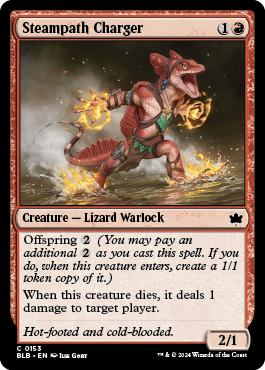 Steampath Charger 1
Creature — Lizard Warlock
Offspring 2 (You may pay an
additional 2 as you cast this spell. If you
do, when this creature enters, create a 1/1
token copy of it.)
When this creature dies, it deals 1
damage to target player.
Hot-footed and cold-blooded.
2/1
C 0153
BLB • EN Ilse Gort
™ & © 2024 Wizards of the Coast